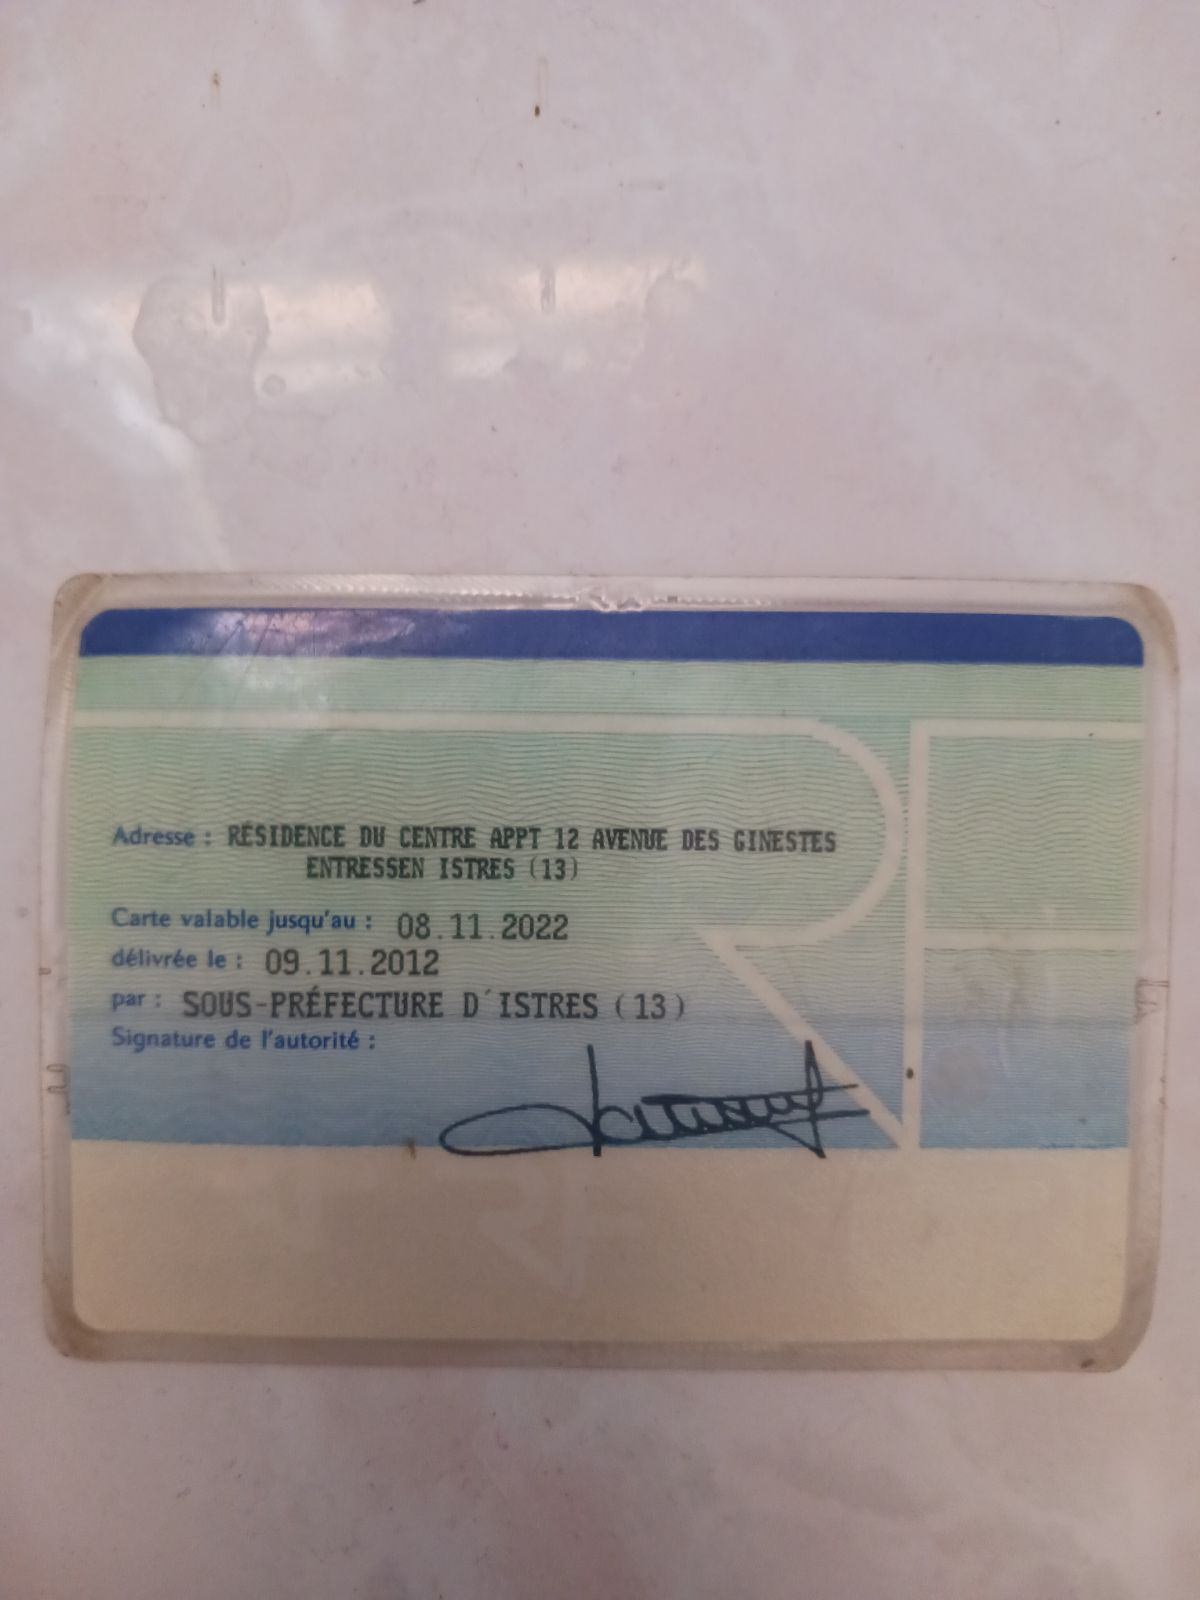 Adresse : RÉSIDENCE DU CENTRE APPT 12 AVENUE DES GINESTES
ENTRESSEN ISTRES (13)
Carte valable jusqu'au : 08.11.2022
délivrée le : 09.11.2012
par : SOUS-PRÉFECTURE D'ISTRES (13)
Signature de l'autorité :
RF